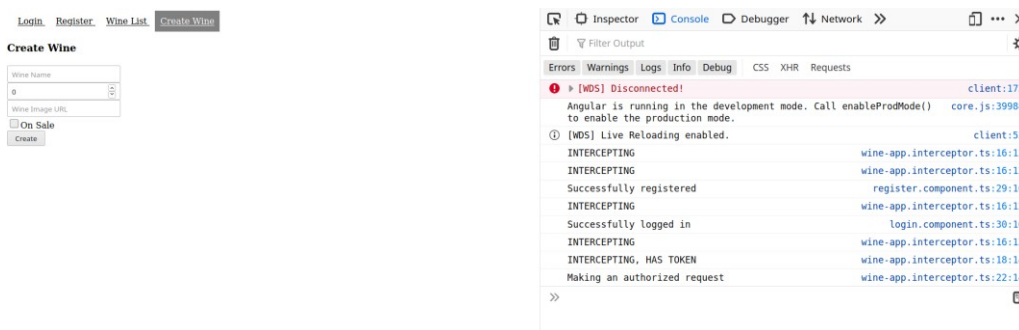 Login Register Wine List Create Wine
Create Wine
Wine Name
0
Wine Image URL
On Sale
Create
Inspector Console Debugger Network
Filter Output
Errors Warnings Logs Info Debug CSS XHR Requests
[WDS] Disconnected! client:17
Angular is running in the development mode. Call enableProdMode() core.js:3998
to enable the production mode.
[WDS] Live Reloading enabled. client:5
INTERCEPTING wine-app.interceptor.ts:16:1
INTERCEPTING wine-app.interceptor.ts:16:1
Successfully registered register.component.ts:29:1
INTERCEPTING wine-app.interceptor.ts:16:1
Successfully logged in login.component.ts:30:1
INTERCEPTING wine-app.interceptor.ts:16:1
INTERCEPTING, HAS TOKEN wine-app.interceptor.ts:18:1
Making an authorized request wine-app.interceptor.ts:22:1